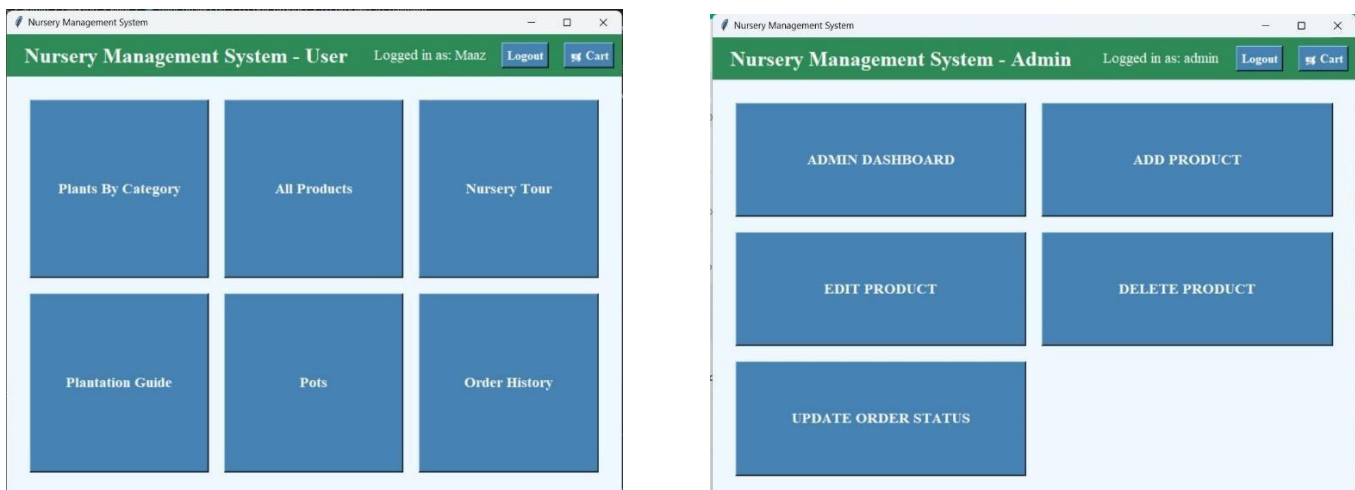 Nursery Management System
Nursery Management System - User Logged in as: Maaz Logout Cart
Plants By Category All Products Nursery Tour
Plantation Guide Pots Order History
Nursery Management System
Nursery Management System - Admin Logged in as: admin Logout Cart
ADMIN DASHBOARD ADD PRODUCT
EDIT PRODUCT DELETE PRODUCT
UPDATE ORDER STATUS